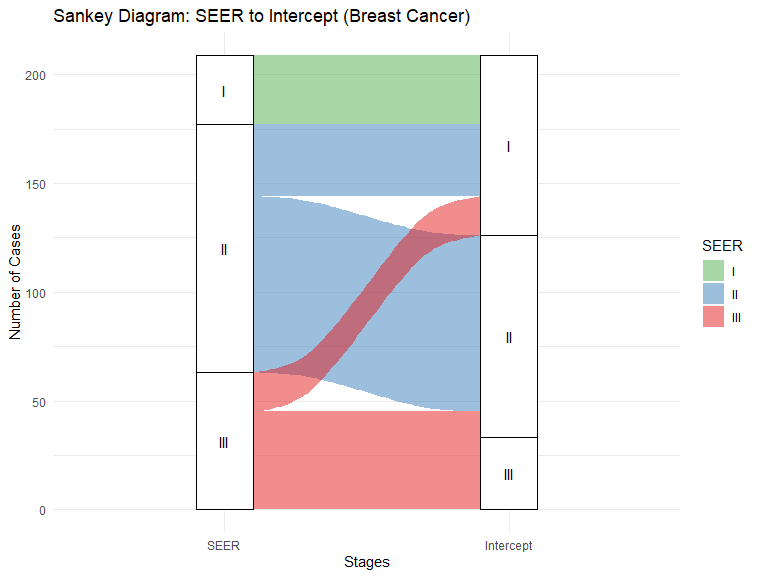 Sankey Diagram: SEER to Intercept (Breast Cancer)
Number of Cases
200
150
100
50
0
I
II
III
I
II
III
SEER
Intercept
Stages
SEER
I
II
III